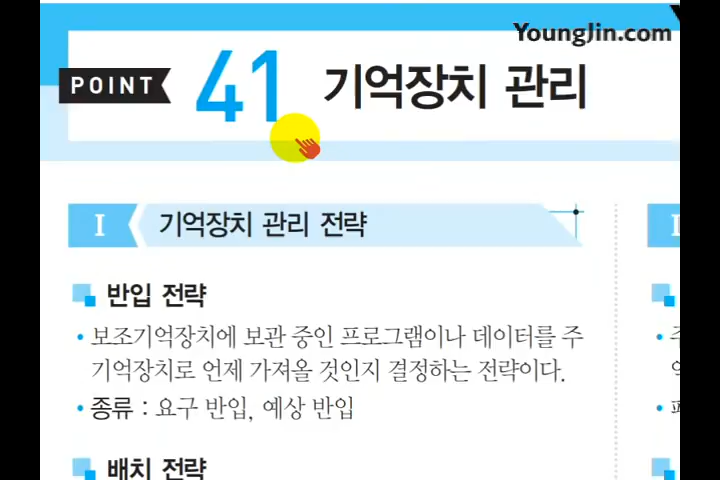 YoungJin.com
POINT 41 기억장치 관리
I 기억장치 관리 전략
반입 전략
• 보조기억장치에 보관 중인 프로그램이나 데이터를 주
기억장치로 언제 가져올 것인지 결정하는 전략이다.
• 종류 : 요구 반입, 예상 반입
배치 전략